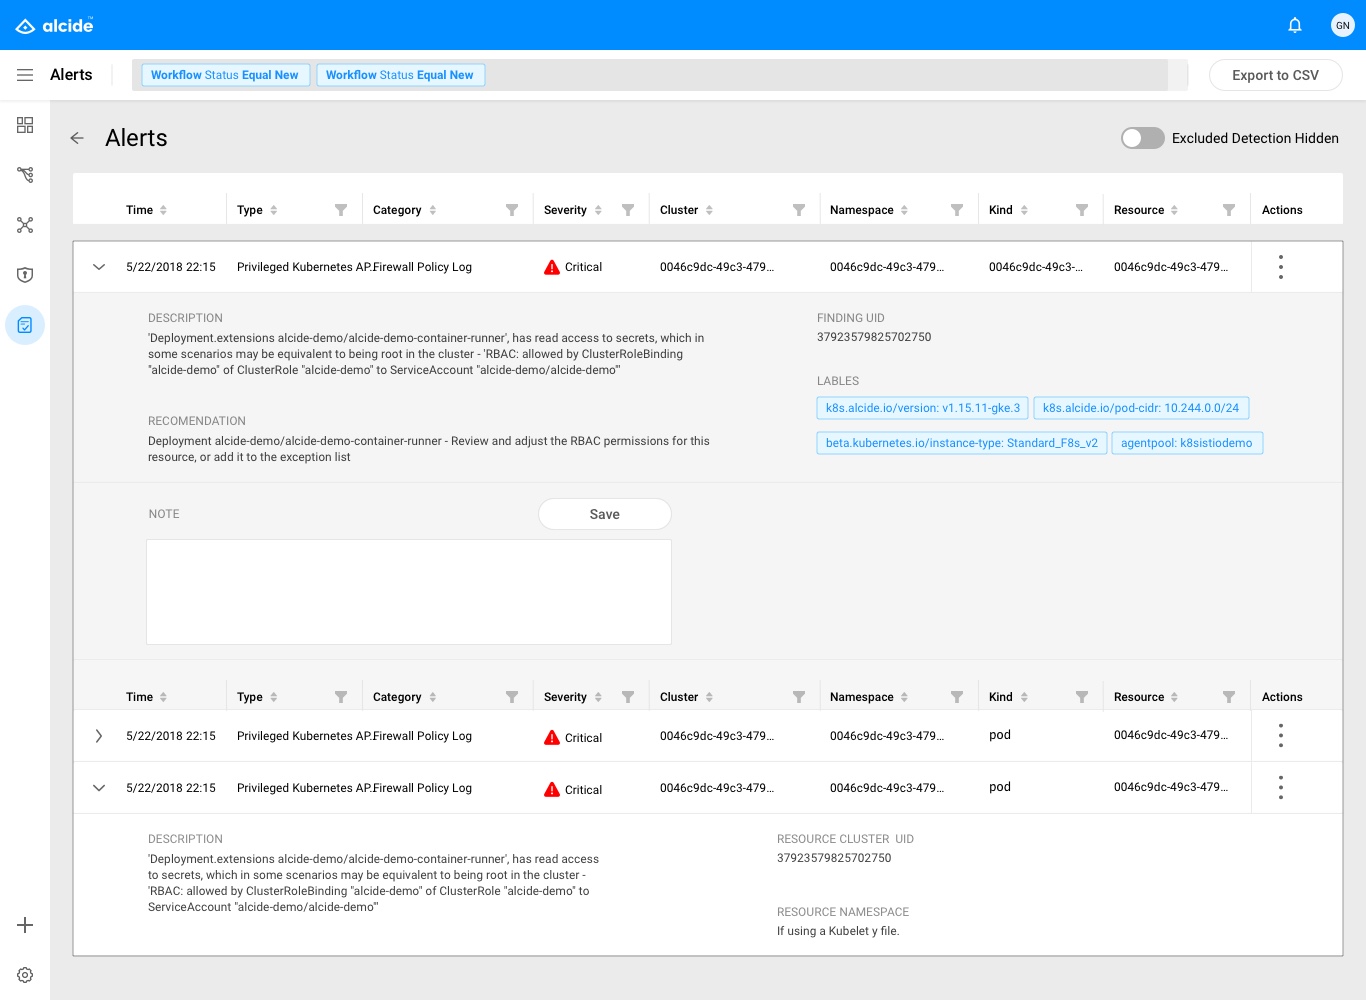 alcide™
GN
Alerts
Workflow Status Equal New
Workflow Status Equal New
Export to CSV
Alerts
Excluded Detection Hidden
Time Type Category Severity Cluster Namespace Kind Resource Actions
5/22/2018 22:15 Privileged Kubernetes AP.. Firewall Policy Log Critical 0046c9dc-49c3-479... 0046c9dc-49c3-479... 0046c9dc-49c3-... 0046c9dc-49c3-479...
DESCRIPTION
'Deployment.extensions alcide-demo/alcide-demo-container-runner', has read access to secrets, which in
some scenarios may be equivalent to being root in the cluster - 'RBAC: allowed by ClusterRoleBinding
"alcide-demo" of ClusterRole "alcide-demo" to ServiceAccount "alcide-demo/alcide-demo"'
RECOMENDATION
Deployment alcide-demo/alcide-demo-container-runner - Review and adjust the RBAC permissions for this
resource, or add it to the exception list
FINDING UID
37923579825702750
LABLES
k8s.alcide.io/version: v1.15.11-gke.3
k8s.alcide.io/pod-cidr: 10.244.0.0/24
beta.kubernetes.io/instance-type: Standard_F8s_v2
agentpool: k8sistiodemo
NOTE
Save
Time Type Category Severity Cluster Namespace Kind Resource Actions
5/22/2018 22:15 Privileged Kubernetes AP.. Firewall Policy Log Critical 0046c9dc-49c3-479... 0046c9dc-49c3-479... pod 0046c9dc-49c3-479...
5/22/2018 22:15 Privileged Kubernetes AP.. Firewall Policy Log Critical 0046c9dc-49c3-479... 0046c9dc-49c3-479... pod 0046c9dc-49c3-479...
DESCRIPTION
'Deployment.extensions alcide-demo/alcide-demo-container-runner', has read access
to secrets, which in some scenarios may be equivalent to being root in the cluster -
'RBAC: allowed by ClusterRoleBinding "alcide-demo" of ClusterRole "alcide-demo" to
ServiceAccount "alcide-demo/alcide-demo"'
RESOURCE CLUSTER UID
37923579825702750
RESOURCE NAMESPACE
If using a Kubelet y file.